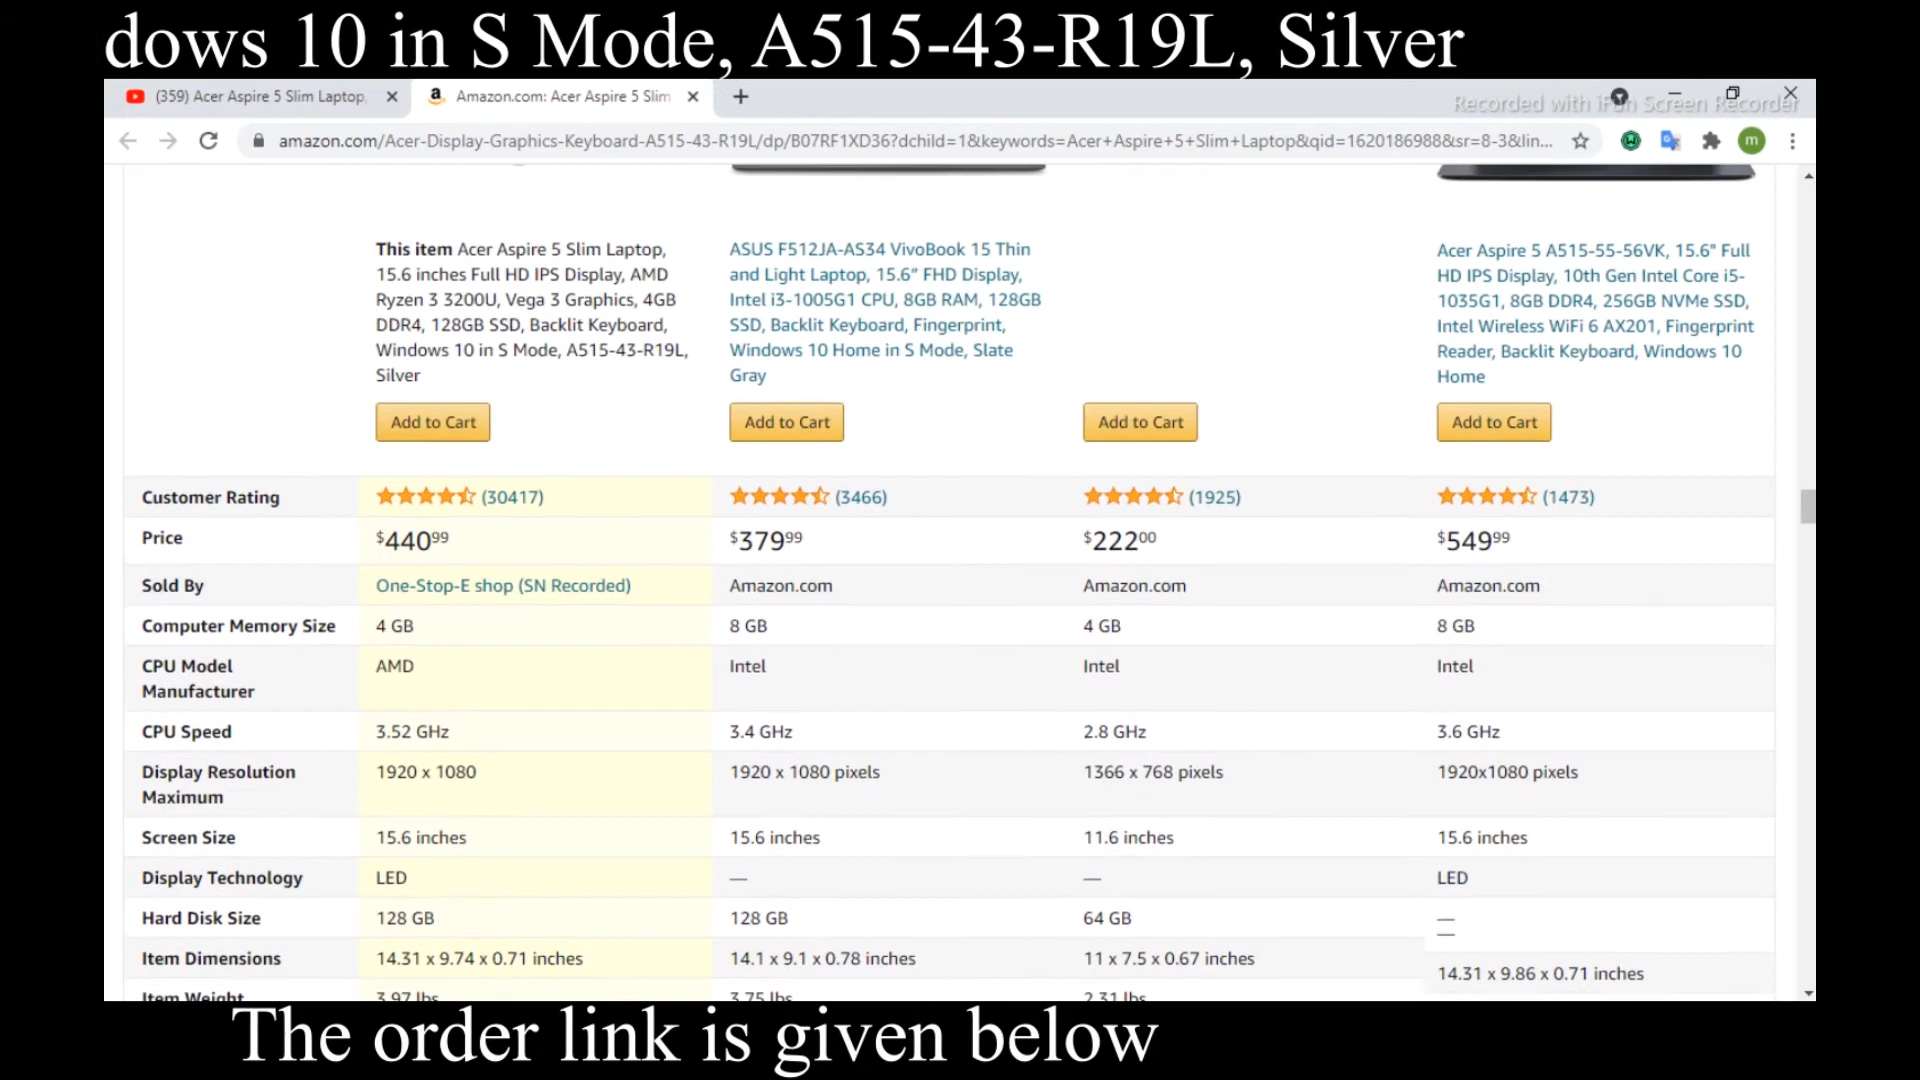 dows 10 in S Mode, A515-43-R19L, Silver
(359) Acer Aspire 5 Slim Laptop,
a Amazon.com: Acer Aspire 5 Slim
Recorded with iFun Screen Recorder
amazon.com/Acer-Display-Graphics-Keyboard-A515-43-R19L/dp/B07RF1XD36?dchild=1&keywords=Acer+Aspire+5+Slim+Laptop&qid=1620186988&sr=8-3&lin...
m
This item Acer Aspire 5 Slim Laptop,
15.6 inches Full HD IPS Display, AMD
Ryzen 3 3200U, Vega 3 Graphics, 4GB
DDR4, 128GB SSD, Backlit Keyboard,
Windows 10 in S Mode, A515-43-R19L,
Silver
ASUS F512JA-AS34 VivoBook 15 Thin
and Light Laptop, 15.6” FHD Display,
Intel i3-1005G1 CPU, 8GB RAM, 128GB
SSD, Backlit Keyboard, Fingerprint,
Windows 10 Home in S Mode, Slate
Gray
Acer Aspire 5 A515-55-56VK, 15.6" Full
HD IPS Display, 10th Gen Intel Core i5-
1035G1, 8GB DDR4, 256GB NVMe SSD,
Intel Wireless WiFi 6 AX201, Fingerprint
Reader, Backlit Keyboard, Windows 10
Home
Add to Cart Add to Cart Add to Cart Add to Cart
Customer Rating (30417) (3466) (1925) (1473)
Price $44099 $37999 $22200 $54999
Sold By One-Stop-E shop (SN Recorded) Amazon.com Amazon.com Amazon.com
Computer Memory Size 4 GB 8 GB 4 GB 8 GB
CPU Model
Manufacturer AMD Intel Intel Intel
CPU Speed 3.52 GHz 3.4 GHz 2.8 GHz 3.6 GHz
Display Resolution
Maximum 1920 x 1080 1920 x 1080 pixels 1366 x 768 pixels 1920x1080 pixels
Screen Size 15.6 inches 15.6 inches 11.6 inches 15.6 inches
Display Technology LED — — LED
Hard Disk Size 128 GB 128 GB 64 GB —
—
Item Dimensions 14.31 x 9.74 x 0.71 inches 14.1 x 9.1 x 0.78 inches 11 x 7.5 x 0.67 inches 14.31 x 9.86 x 0.71 inches
Item Weight 3.97 lbs 3.75 lbs 2.31 lbs
The order link is given below